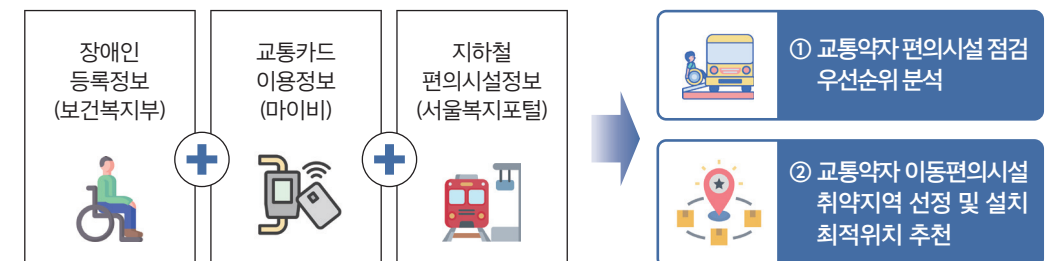 장애인
등록정보
(보건복지부)
교통카드
이용정보
(마이비)
지하철
편의시설정보
(서울복지포털)
① 교통약자 편의시설 점검
우선순위 분석
② 교통약자 이동편의시설
취약지역 선정 및 설치
최적위치 추천